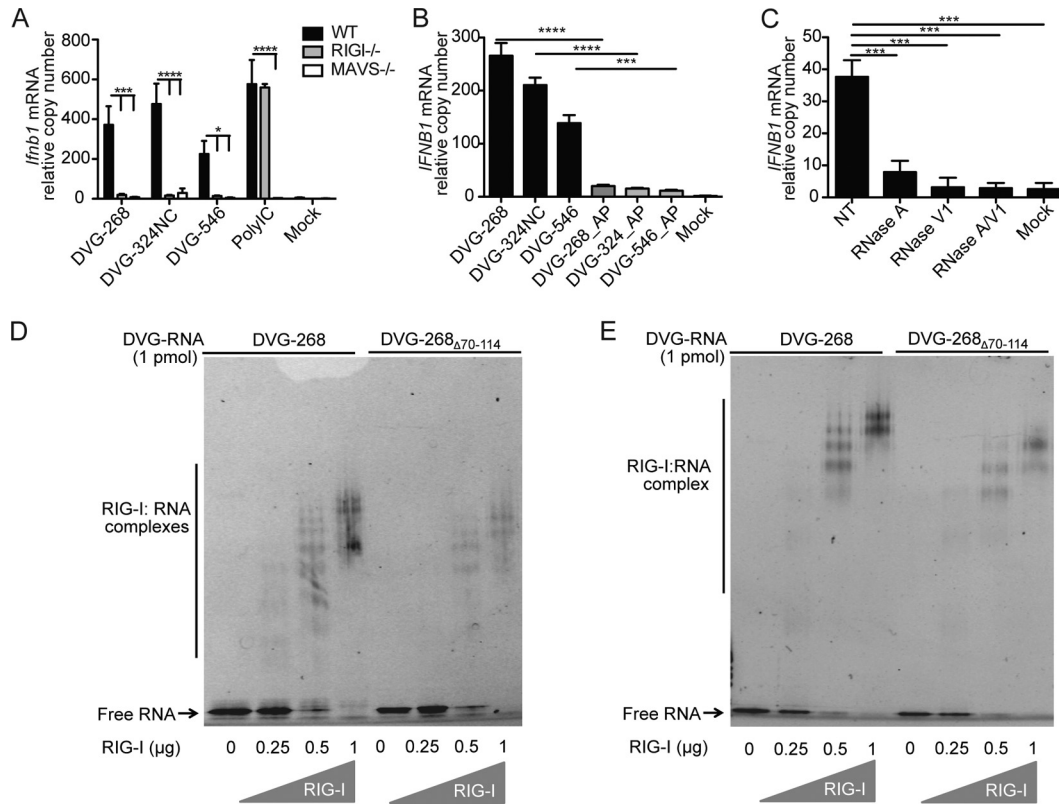 A
Ifnb1 mRNA
relative copy number
800
600
400
200
0
***
****
*
****
WT
RIGI-/-
MAVS-/-
DVG-268
DVG-324NC
DVG-546
PolyIC
Mock
B
IFNB1 mRNA
relative copy number
300
200
100
0
****
****
***
DVG-268
DVG-324NC
DVG-546
DVG-268_AP
DVG-324_AP
DVG-546_AP
Mock
C
IFNB1 mRNA
relative copy number
50
40
30
20
10
0
***
***
***
***
NT
RNase A
RNase V1
RNase A/V1
Mock
D
DVG-RNA
(1 pmol)
DVG-268
DVG-268Δ70-114
RIG-I: RNA
complexes
Free RNA
RIG-I (µg) 0 0.25 0.5 1 0 0.25 0.5 1
RIG-I
RIG-I
E
DVG-RNA
(1 pmol)
DVG-268
DVG-268Δ70-114
RIG-I:RNA
complex
Free RNA
RIG-I (µg) 0 0.25 0.5 1 0 0.25 0.5 1
RIG-I
RIG-I